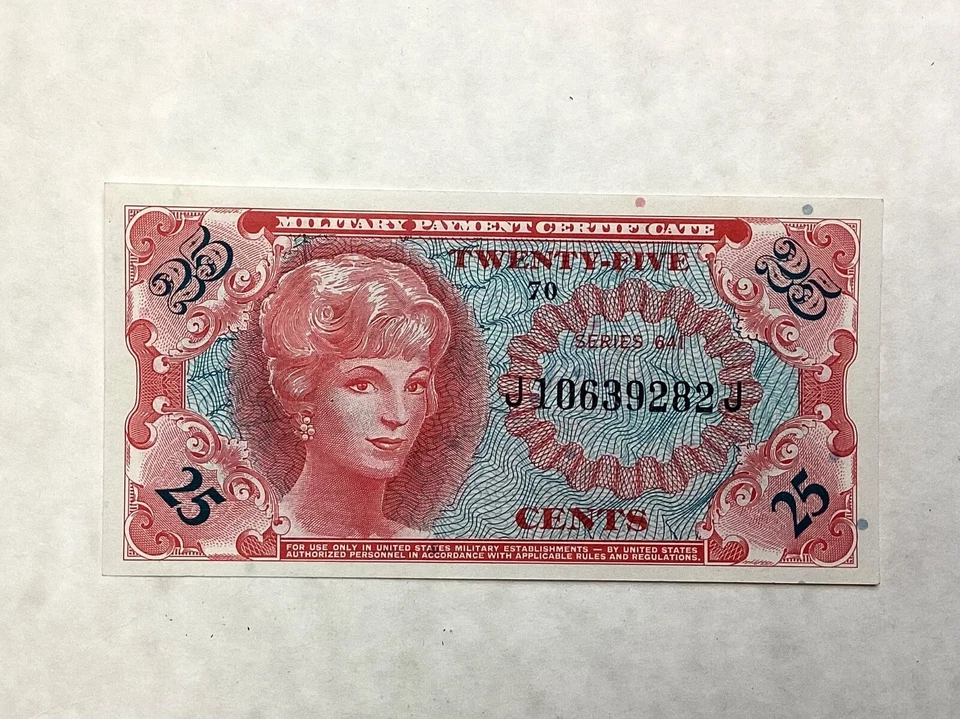 MILITARY PAYMENT CERTIFICATE
25
25
TWENTY-FIVE
70
SERIES 641
J10639282J
25
25
CENTS
FOR USE ONLY IN UNITED STATES MILITARY ESTABLISHMENTS — BY UNITED STATES
AUTHORIZED PERSONNEL IN ACCORDANCE WITH APPLICABLE RULES AND REGULATIONS.